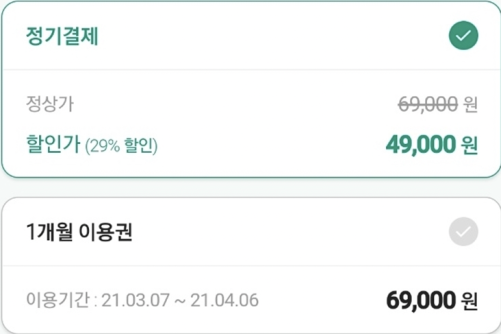 정기결제
정상가 69,000 원
할인가 (29% 할인) 49,000 원
1개월 이용권
이용기간 : 21.03.07 ~ 21.04.06 69,000 원